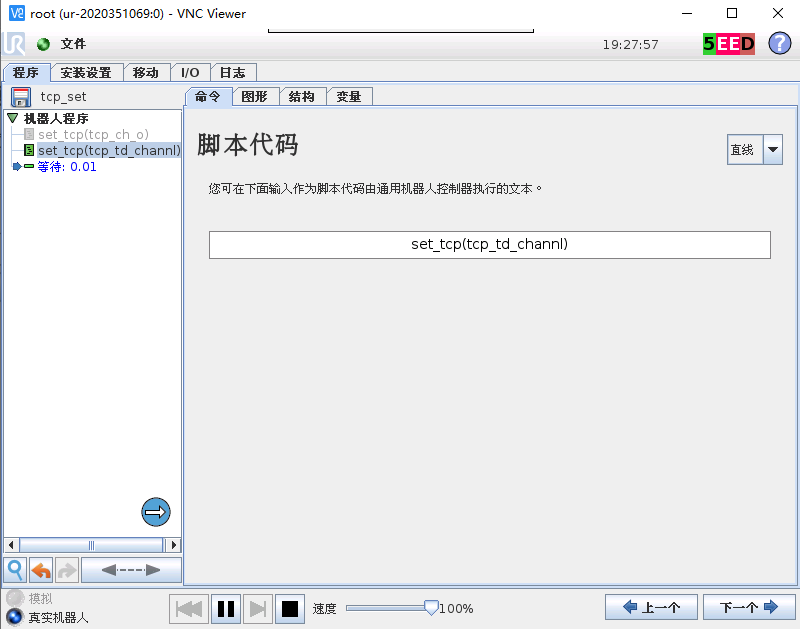 root (ur-2020351069:0) - VNC Viewer
UR 文件 19:27:57 5EED ?
程序 安装设置 移动 I/O 日志
tcp_set
命令 图形 结构 变量
机器人程序
set_tcp(tcp_ch_o)
set_tcp(tcp_td_channl)
等待: 0.01
脚本代码
直线
您可在下面输入作为脚本代码由通用机器人控制器执行的文本。
set_tcp(tcp_td_channl)
模拟
真实机器人
速度 100%
上一个 下一个